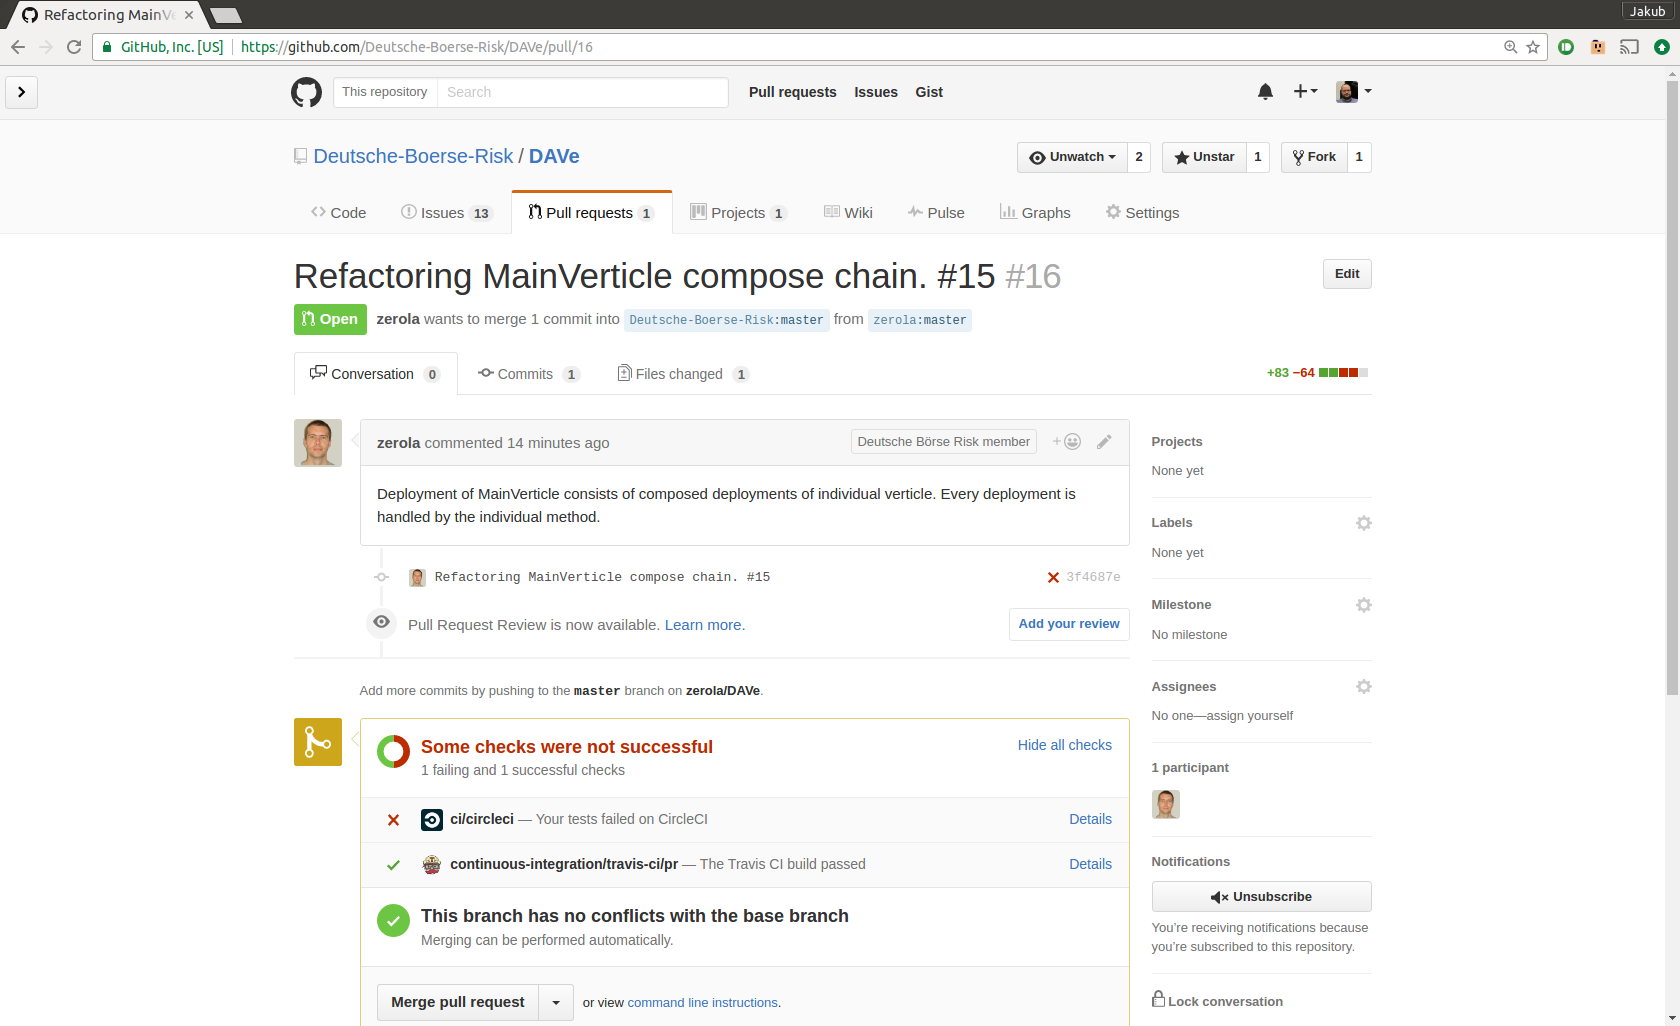 Refactoring MainVe
Jakub
GitHub, Inc. [US] https://github.com/Deutsche-Boerse-Risk/DAVe/pull/16
This repository Search Pull requests Issues Gist
Deutsche-Boerse-Risk / DAVe
Unwatch 2 Unstar 1 Fork 1
Code Issues 13 Pull requests 1 Projects 1 Wiki Pulse Graphs Settings
Refactoring MainVerticle compose chain. #15 #16
Edit
Open zerola wants to merge 1 commit into Deutsche-Boerse-Risk:master from zerola:master
Conversation 0 Commits 1 Files changed 1
+83 −64
zerola commented 14 minutes ago
Deutsche Börse Risk member
Deployment of MainVerticle consists of composed deployments of individual verticle. Every deployment is
handled by the individual method.
Refactoring MainVerticle compose chain. #15 3f4687e
Pull Request Review is now available. Learn more.
Add your review
Add more commits by pushing to the master branch on zerola/DAVe.
Some checks were not successful
Hide all checks
1 failing and 1 successful checks
ci/circleci — Your tests failed on CircleCI
Details
continuous-integration/travis-ci/pr — The Travis CI build passed
Details
This branch has no conflicts with the base branch
Merging can be performed automatically.
Merge pull request or view command line instructions.
Projects
None yet
Labels
None yet
Milestone
No milestone
Assignees
No one—assign yourself
1 participant
Notifications
Unsubscribe
You're receiving notifications because
you're subscribed to this repository.
Lock conversation